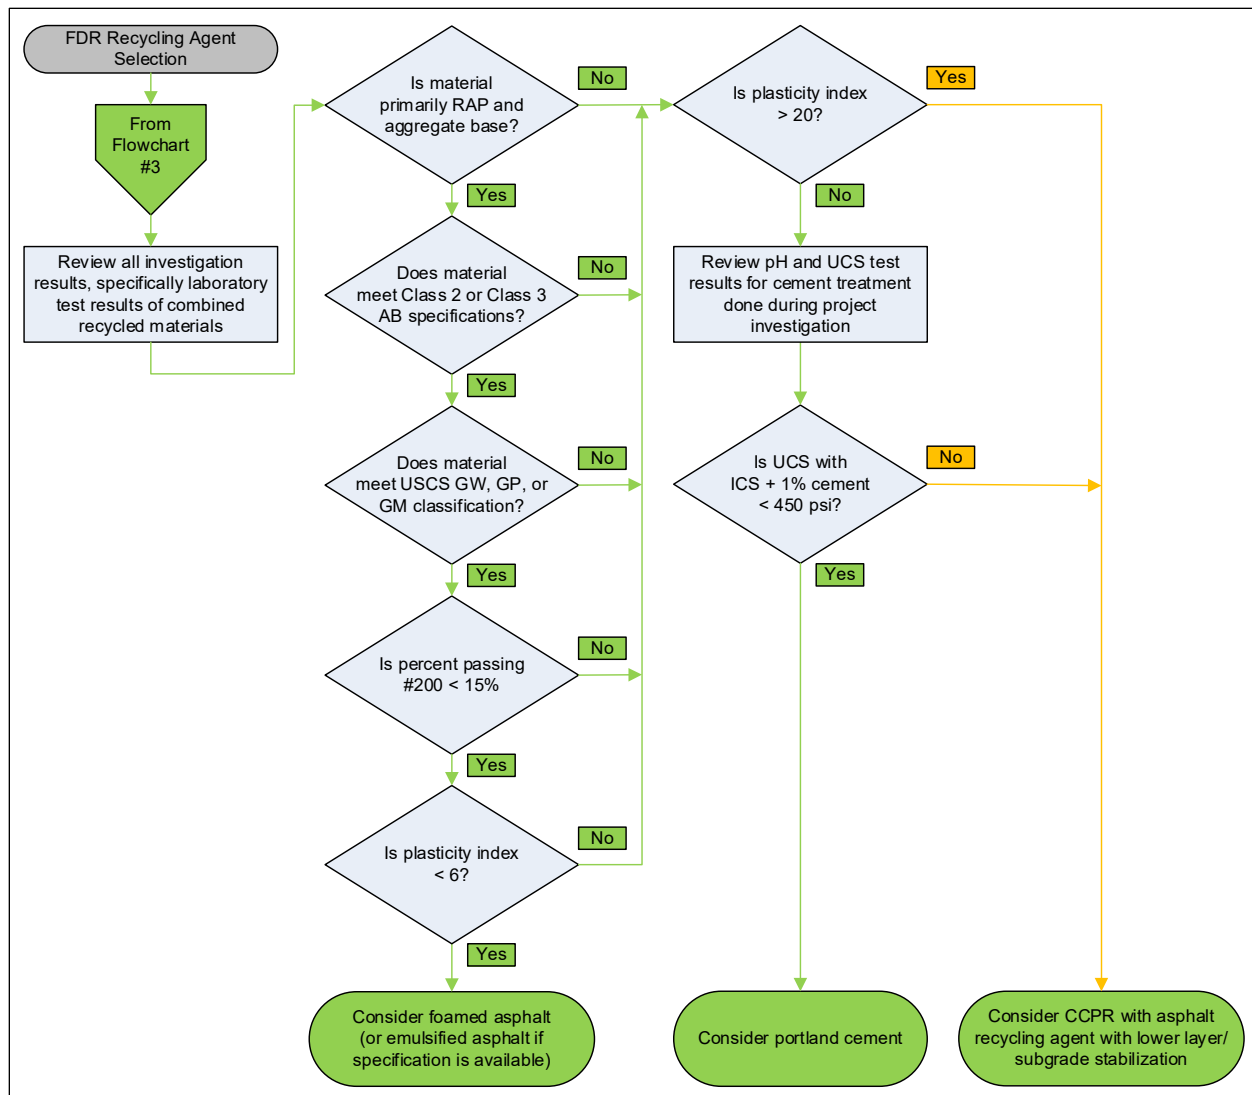 FDR Recycling Agent
Selection
From
Flowchart
#3
Review all investigation
results, specifically laboratory
test results of combined
recycled materials
Is material
primarily RAP and
aggregate base?
No
Yes
Does material
meet Class 2 or Class 3
AB specifications?
No
Yes
Does material
meet USCS GW, GP, or
GM classification?
No
Yes
Is percent passing
#200 < 15%
No
Yes
Is plasticity index
< 6?
No
Yes
Consider foamed asphalt
(or emulsified asphalt if
specification is available)
Is plasticity index
> 20?
Yes
No
Review pH and UCS test
results for cement treatment
done during project
investigation
Is UCS with
ICS + 1% cement
< 450 psi?
No
Yes
Consider portland cement
Consider CCPR with asphalt
recycling agent with lower layer/
subgrade stabilization